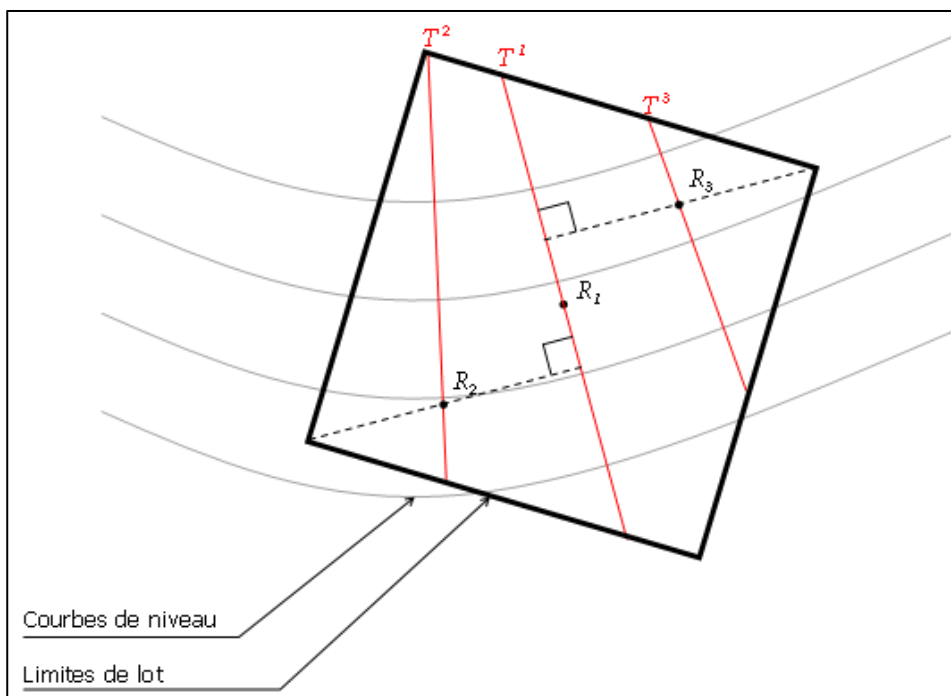 T²
T¹
T³
R₃
R₁
R₂
Courbes de niveau
Limites de lot